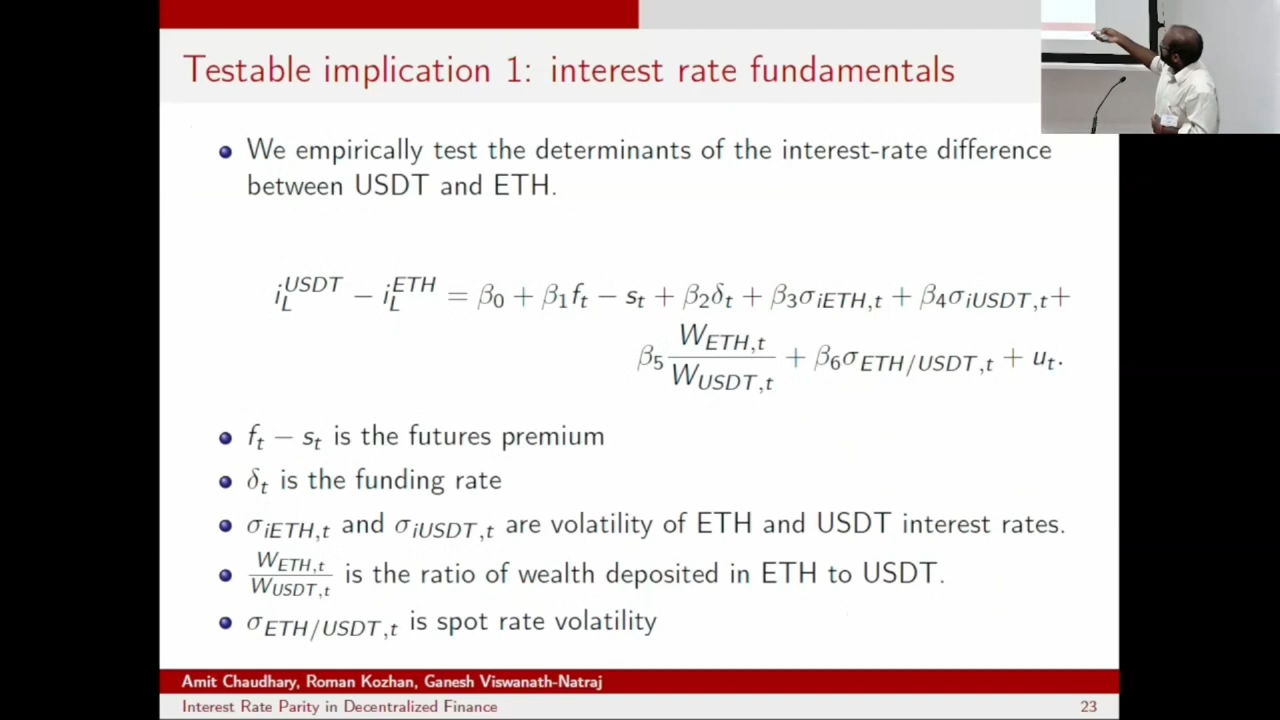 Testable implication 1: interest rate fundamentals
We empirically test the determinants of the interest-rate difference
between USDT and ETH.
i_L^{USDT} − i_L^{ETH} = β_0 + β_1 f_t − s_t + β_2 δ_t + β_3 σ_{iETH,t} + β_4 σ_{iUSDT,t} +
β_5 \frac{W_{ETH,t}}{W_{USDT,t}} + β_6 σ_{ETH/USDT,t} + u_t.
f_t − s_t is the futures premium
δ_t is the funding rate
σ_{iETH,t} and σ_{iUSDT,t} are volatility of ETH and USDT interest rates.
\frac{W_{ETH,t}}{W_{USDT,t}} is the ratio of wealth deposited in ETH to USDT.
σ_{ETH/USDT,t} is spot rate volatility
Amit Chaudhary, Roman Kozhan, Ganesh Viswanath-Natraj
Interest Rate Parity in Decentralized Finance 23